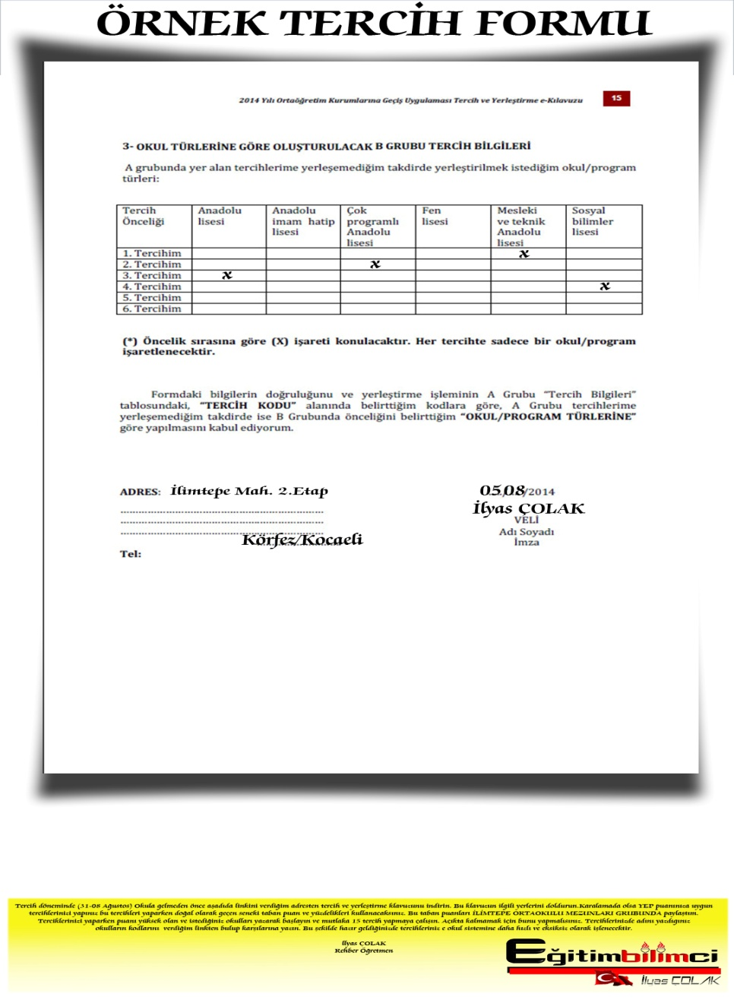 ÖRNEK TERCİH FORMU
2014 Yılı Ortaöğretim Kurumlarına Geçiş Uygulaması Tercih ve Yerleştirme e-Kılavuzu 15
3- OKUL TÜRLERİNE GÖRE OLUŞTURULACAK B GRUBU TERCİH BİLGİLERİ
A grubunda yer alan tercihlerime yerleşemediğim takdirde yerleştirilmek istediğim okul/program
türleri:
Tercih Önceliği Anadolu lisesi Anadolu imam hatip lisesi Çok programlı Anadolu lisesi Fen lisesi Mesleki ve teknik Anadolu lisesi Sosyal bilimler lisesi
1. Tercihim x
2. Tercihim x
3. Tercihim x
4. Tercihim x
5. Tercihim
6. Tercihim
(*) Öncelik sırasına göre (X) işareti konulacaktır. Her tercihte sadece bir okul/program
işaretlenecektir.
Formdaki bilgilerin doğruluğunu ve yerleştirme işleminin A Grubu "Tercih Bilgileri"
tablosundaki, "TERCİH KODU" alanında belirttiğim kodlara göre, A Grubu tercihlerime
yerleşemediğim takdirde ise B Grubunda önceliğini belirttiğim "OKUL/PROGRAM TÜRLERİNE"
göre yapılmasını kabul ediyorum.
ADRES: İlimtepe Mah. 2.Etap 05/08/2014
İlyas ÇOLAK
VELİ
Adı Soyadı
Körfez/Kocaeli İmza
Tel:
Tercih döneminde (31-08 Ağustos) Okula gelmeden önce aşadıda linkini verdiğim adresten tercih ve yerleştirme klavuzunu indirin. Bu klavuzun ilgili yerlerini doldurun.Karalamada olsa YEP puanınıza uygun
tercihlerinizi yapınız bu tercihleri yaparken doğal olarak geçen seneki taban puan ve yüzdelikleri kullanacaksınız. Bu taban puanları İLİMTEPE ORTAOKULU MEZUNLARI GRUBUNDA paylaştım.
Tercihlerinizi yaparken puanı yüksek olan ve istediğiniz okulları yazarak başlayın ve mutlaka 15 tercih yapmaya çalışın. Açıkta kalmamak için bunu yapmalısınız. Tercihlerinizde adını yazdıgınız
okulların kodlarını verdiğim linkten bulup karşılarına yazın. Bu şekilde hazır geldiğinizde tercihleriniz e okul sistemine daha hızlı ve eksiksiz olarak işlenecektir.
İlyas ÇOLAK
Rehber Öğretmen
Eğitimbilimci
İlyas ÇOLAK